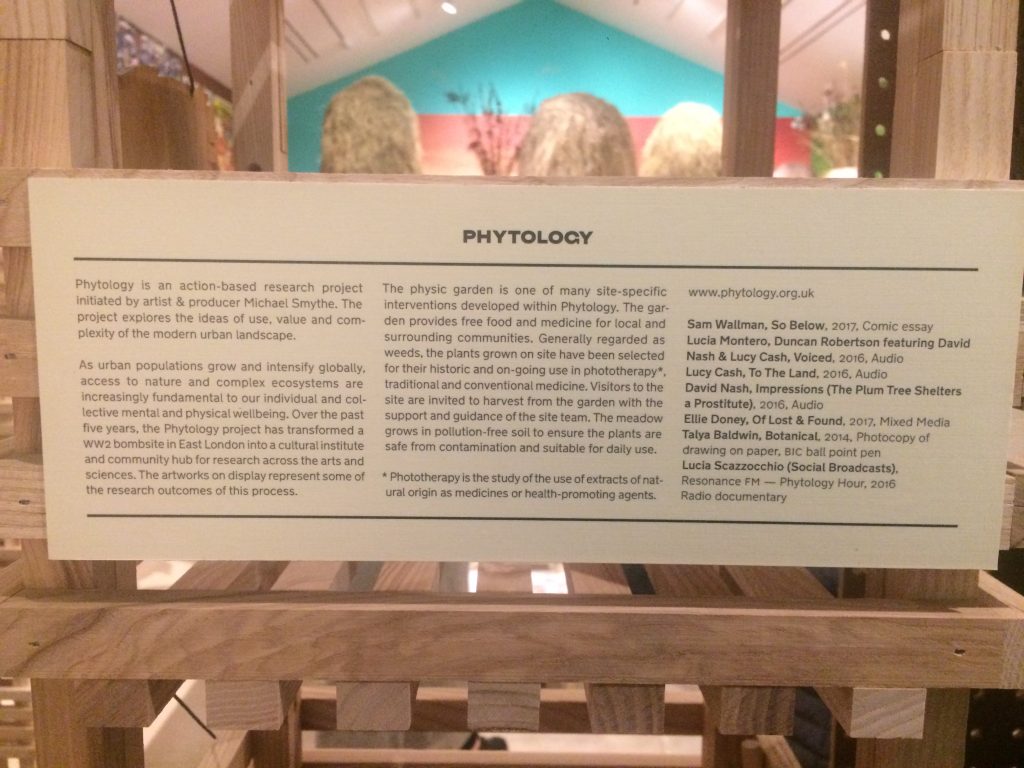 PHYTOLOGY
Phytology is an action-based research project
initiated by artist & producer Michael Smythe. The
project explores the ideas of use, value and com-
plexity of the modern urban landscape.
As urban populations grow and intensify globally,
access to nature and complex ecosystems are
increasingly fundamental to our individual and col-
lective mental and physical wellbeing. Over the past
five years, the Phytology project has transformed a
WW2 bombsite in East London into a cultural institute
and community hub for research across the arts and
sciences. The artworks on display represent some of
the research outcomes of this process.
The physic garden is one of many site-specific
interventions developed within Phytology. The gar-
den provides free food and medicine for local and
surrounding communities. Generally regarded as
weeds, the plants grown on site have been selected
for their historic and on-going use in phototherapy*,
traditional and conventional medicine. Visitors to the
site are invited to harvest from the garden with the
support and guidance of the site team. The meadow
grows in pollution-free soil to ensure the plants are
safe from contamination and suitable for daily use.
* Phototherapy is the study of the use of extracts of nat-
ural origin as medicines or health-promoting agents.
www.phytology.org.uk
Sam Wallman, So Below, 2017, Comic essay
Lucia Montero, Duncan Robertson featuring David
Nash & Lucy Cash, Voiced, 2016, Audio
Lucy Cash, To The Land, 2016, Audio
David Nash, Impressions (The Plum Tree Shelters
a Prostitute), 2016, Audio
Ellie Doney, Of Lost & Found, 2017, Mixed Media
Talya Baldwin, Botanical, 2014, Photocopy of
drawing on paper, BIC ball point pen
Lucia Scazzocchio (Social Broadcasts),
Resonance FM — Phytology Hour, 2016
Radio documentary